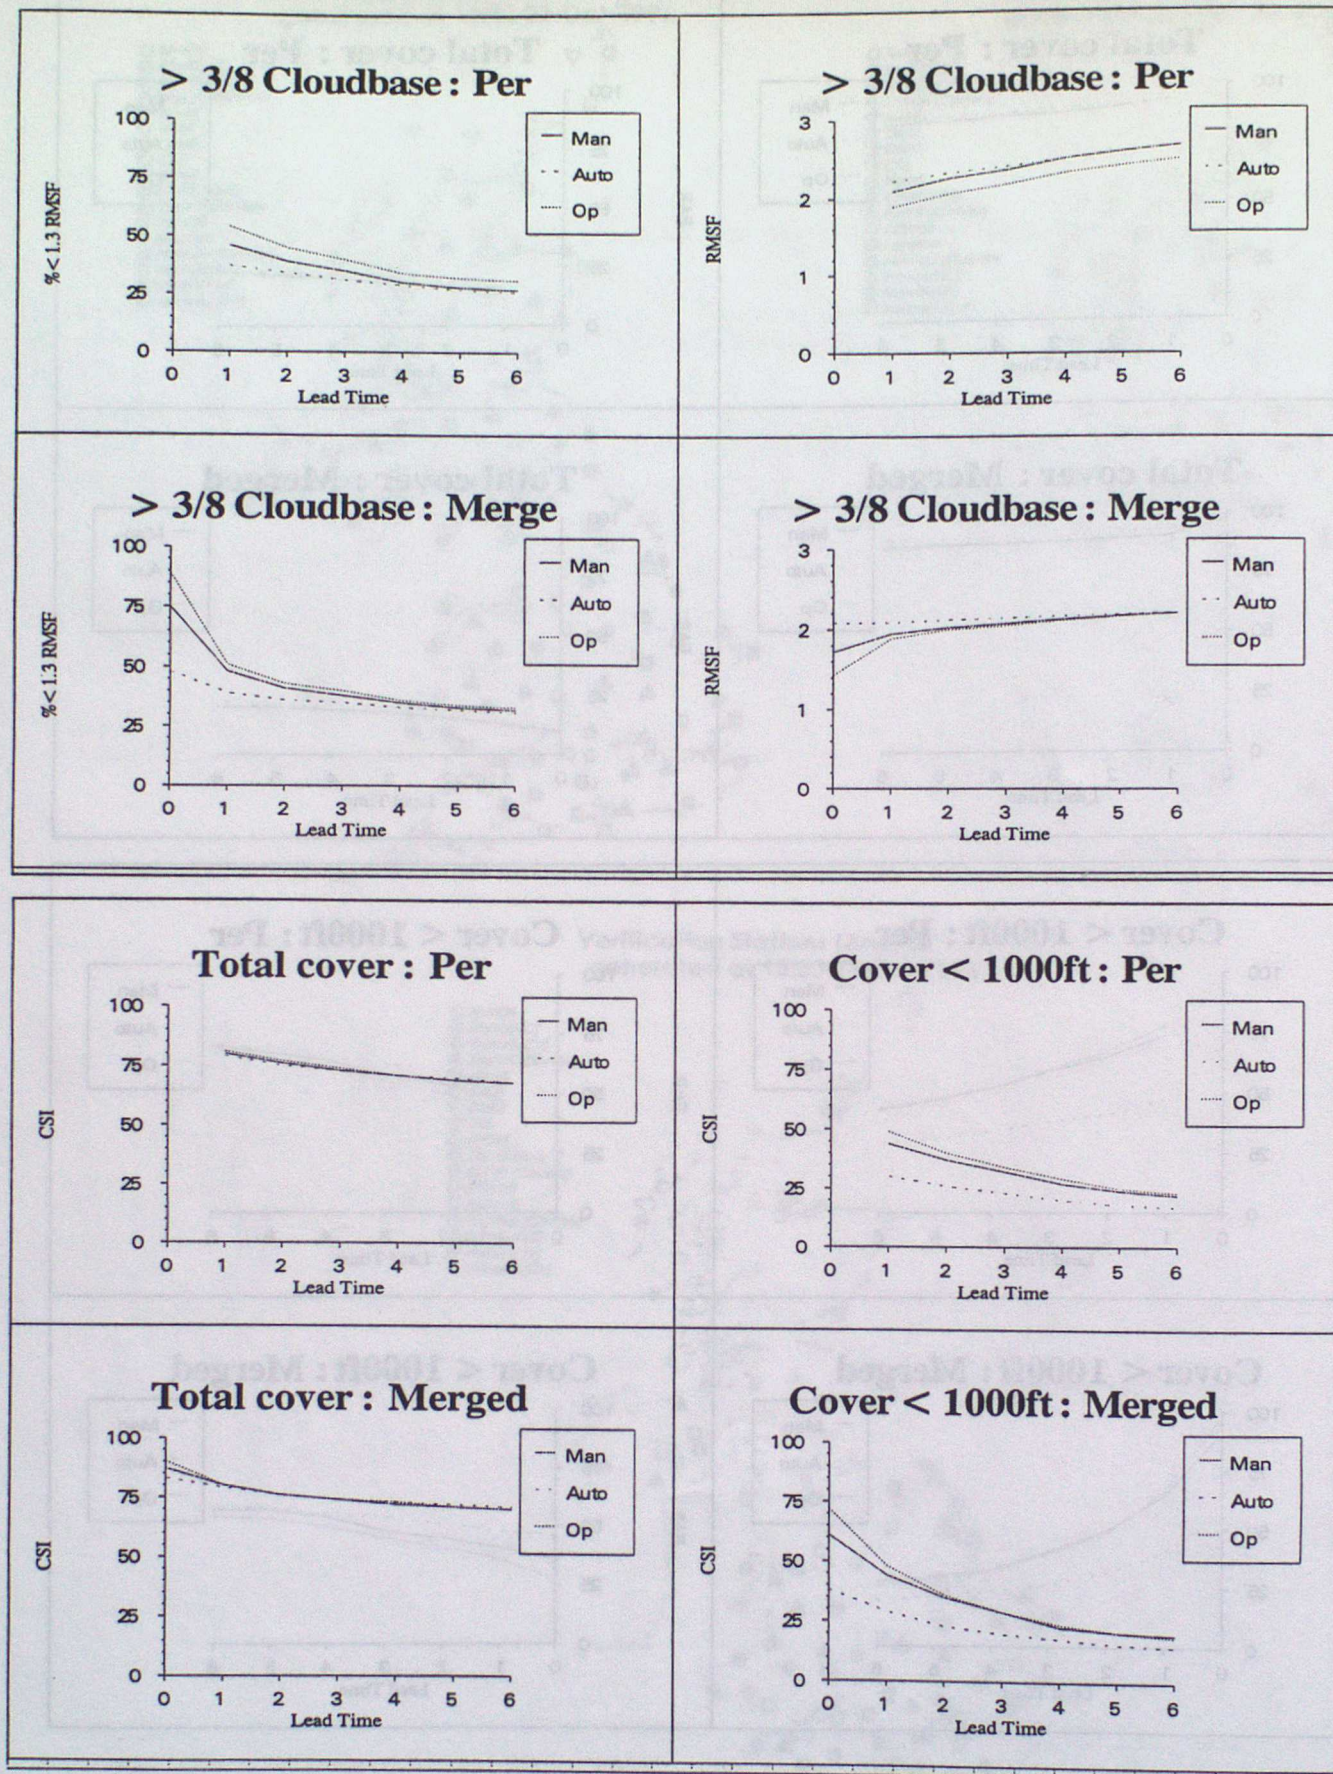 > 3/8 Cloudbase : Per
100
75
50
25
0
% < 1.3 RMSF
0 1 2 3 4 5 6
Lead Time
Man
Auto
Op
> 3/8 Cloudbase : Per
3
2
1
0
RMSF
0 1 2 3 4 5 6
Lead Time
Man
Auto
Op
> 3/8 Cloudbase : Merge
100
75
50
25
0
% < 1.3 RMSF
0 1 2 3 4 5 6
Lead Time
Man
Auto
Op
> 3/8 Cloudbase : Merge
3
2
1
0
RMSF
0 1 2 3 4 5 6
Lead Time
Man
Auto
Op
Total cover : Per
100
75
50
25
0
CSI
0 1 2 3 4 5 6
Lead Time
Man
Auto
Op
Cover < 1000ft : Per
100
75
50
25
0
CSI
0 1 2 3 4 5 6
Lead Time
Man
Auto
Op
Total cover : Merged
100
75
50
25
0
CSI
0 1 2 3 4 5 6
Lead Time
Man
Auto
Op
Cover < 1000ft : Merged
100
75
50
25
0
CSI
0 1 2 3 4 5 6
Lead Time
Man
Auto
Op